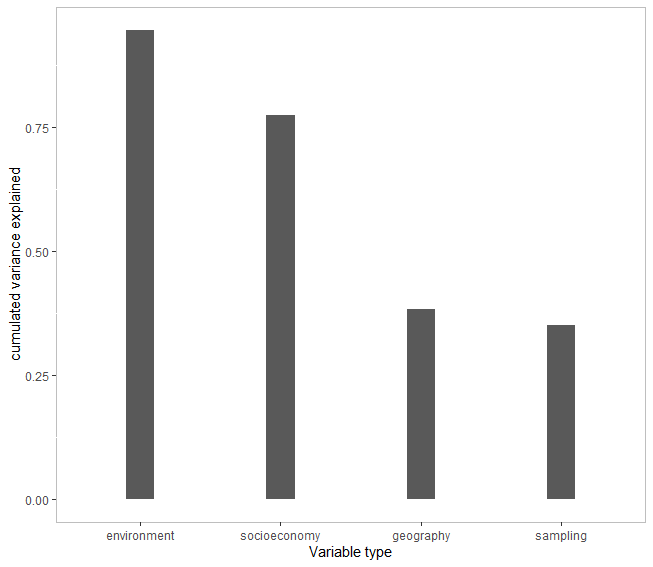 cumulated variance explained
0.75
0.50
0.25
0.00
environment socioeconomy geography sampling
Variable type